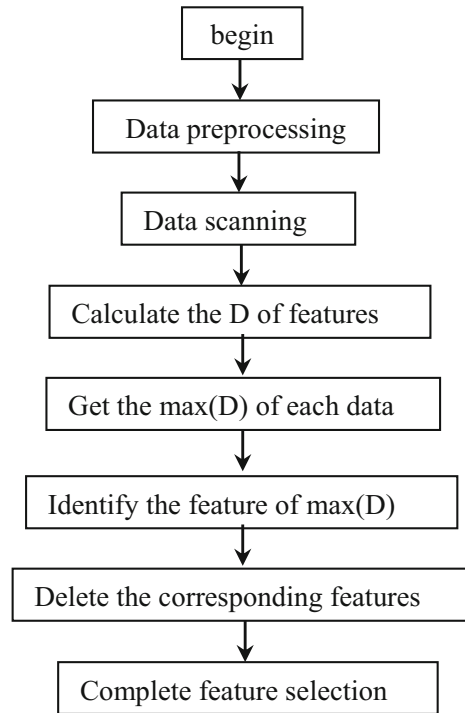 begin
Data preprocessing
Data scanning
Calculate the D of features
Get the max(D) of each data
Identify the feature of max(D)
Delete the corresponding features
Complete feature selection